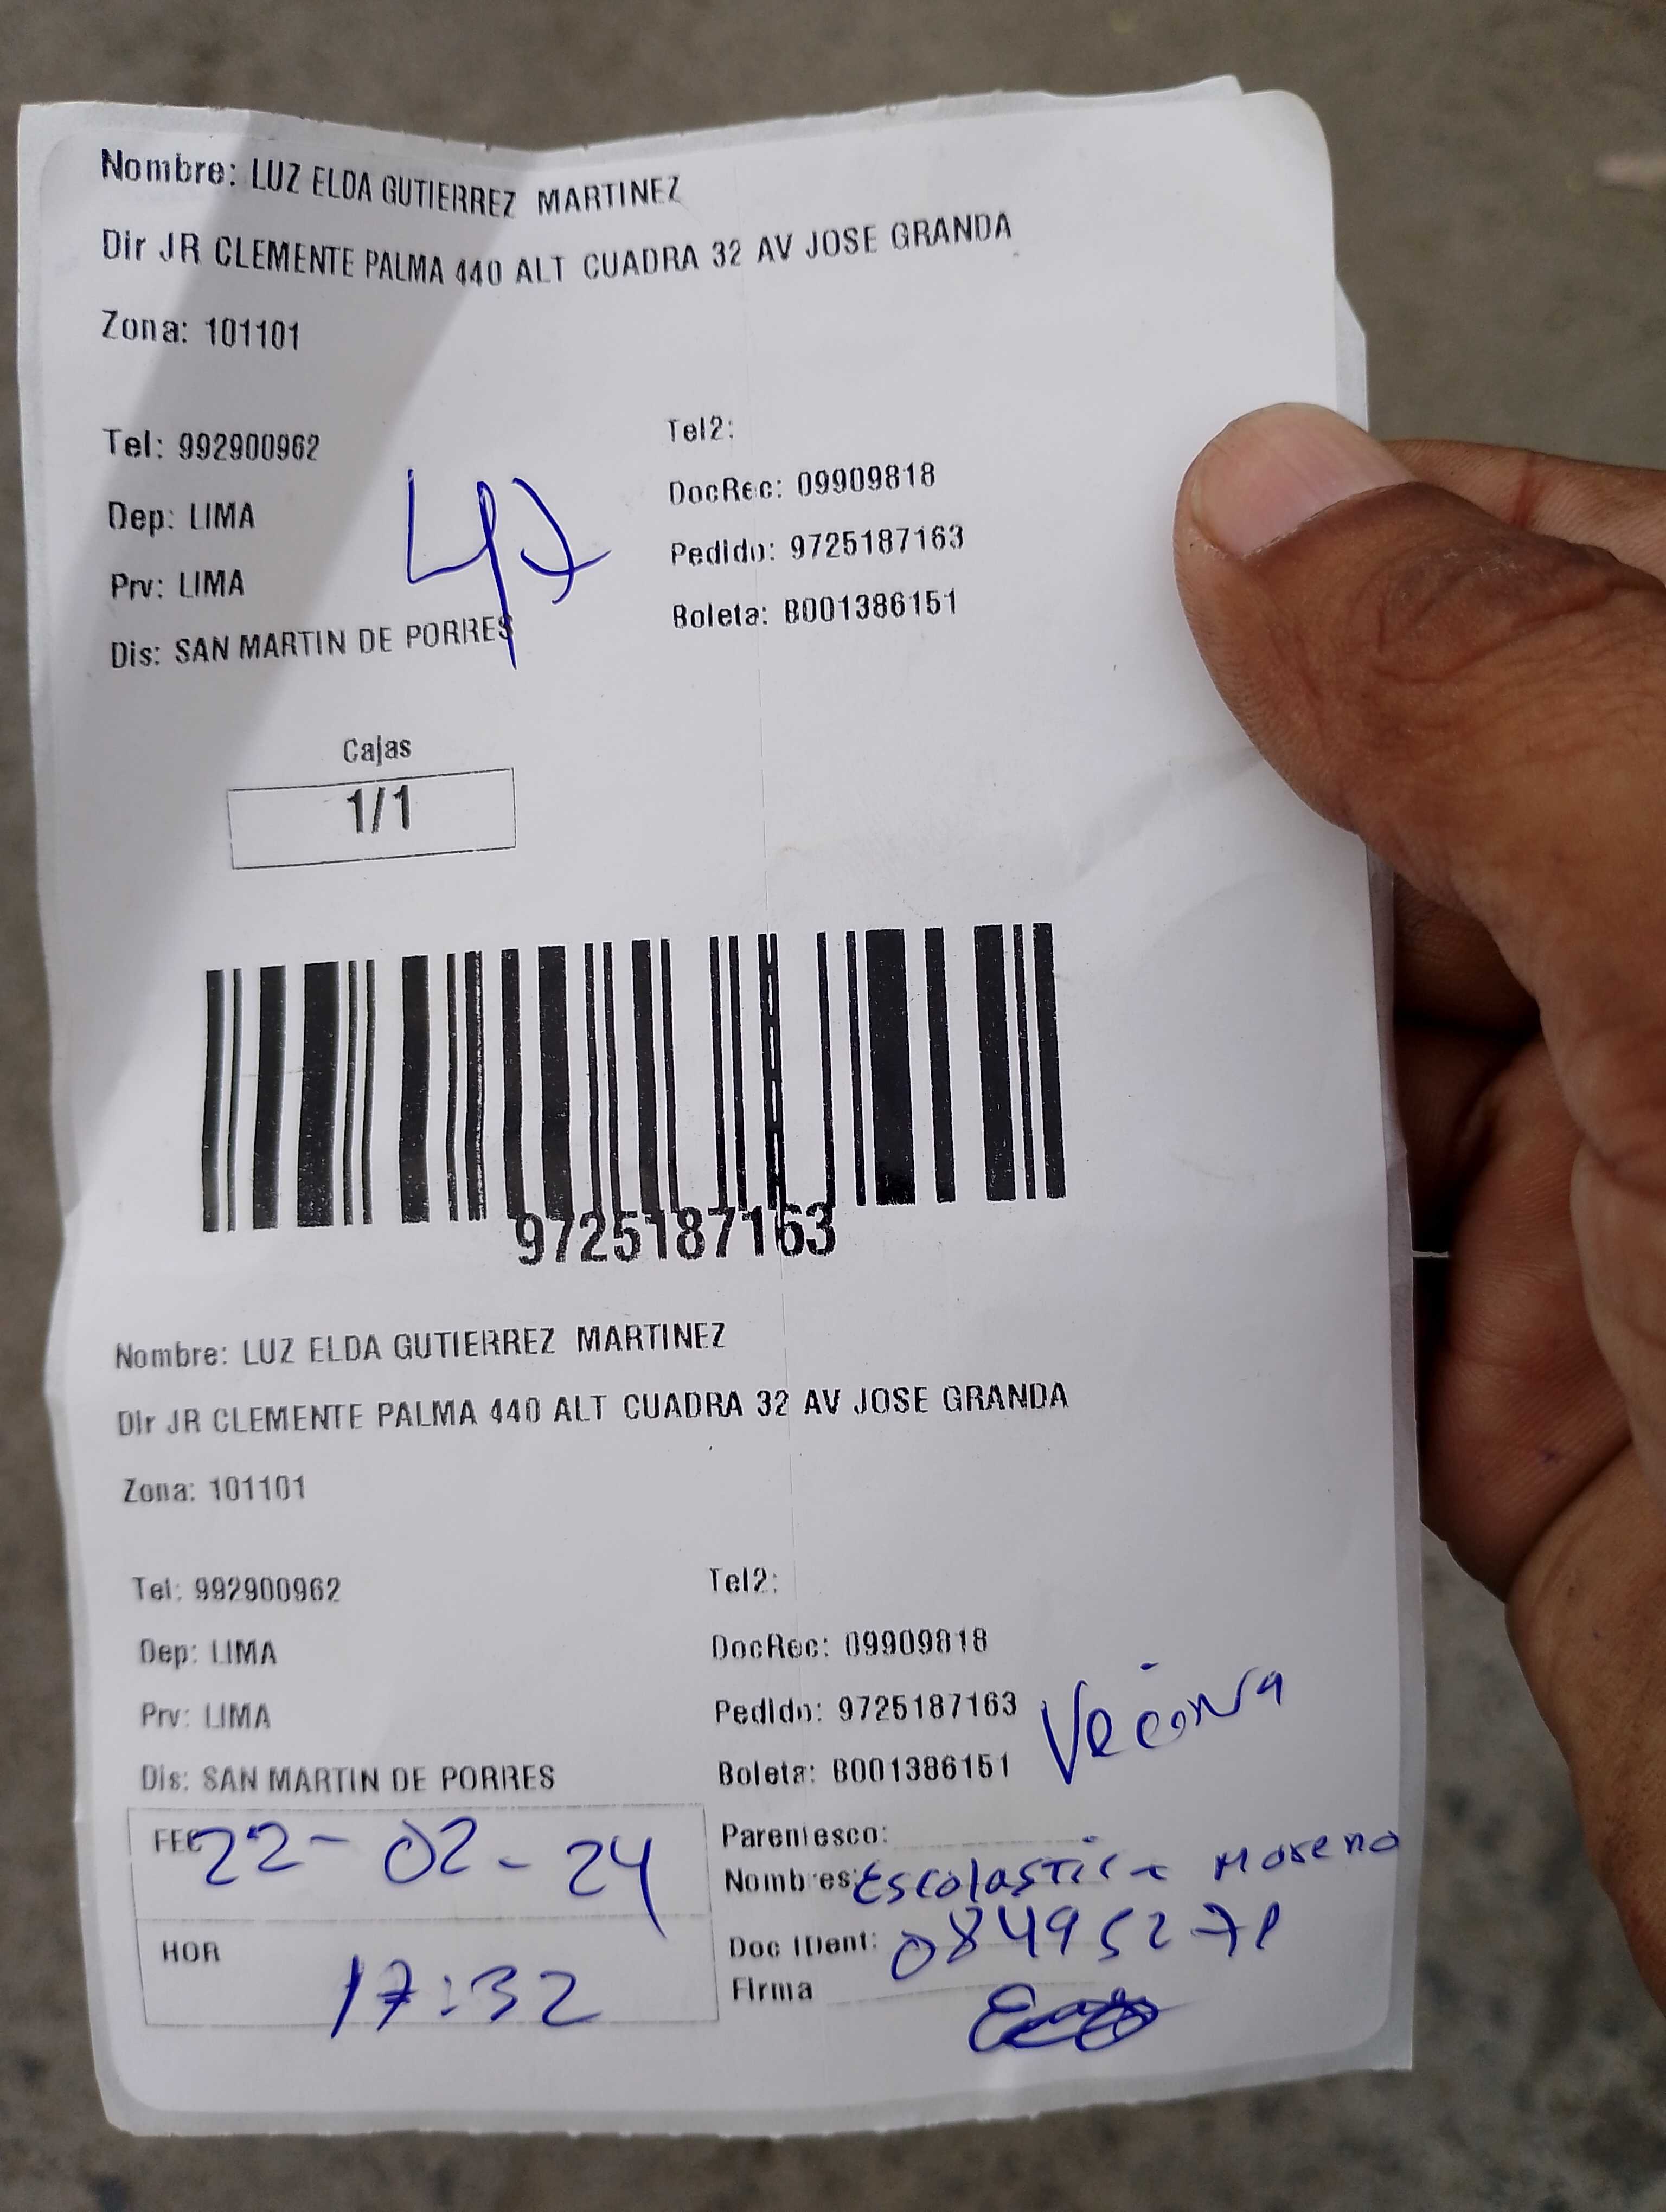 Nombre: LUZ ELDA GUTIERREZ MARTINEZ
Dir JR CLEMENTE PALMA 440 ALT CUADRA 32 AV JOSE GRANDA
Zona: 101101
Tel: 992900962
Tel2:
DocRec: 09909818
Dep: LIMA
Pedido: 9725187163
Prv: LIMA
Boleta: B001386151
Dis: SAN MARTIN DE PORRES
47
Cajas
1/1
9725187163
Nombre: LUZ ELDA GUTIERREZ MARTINEZ
Dir JR CLEMENTE PALMA 440 ALT CUADRA 32 AV JOSE GRANDA
Zona: 101101
Tel: 992900962
Tel2:
Dep: LIMA
DocRec: 09909818
Prv: LIMA
Pedido: 9725187163
Vecina
Dis: SAN MARTIN DE PORRES
Boleta: B001386151
FEC 22-02-24
Parentesco:
Nombres: Escolastica Moreno
HOR 17:32
Doc Ident:
Firma